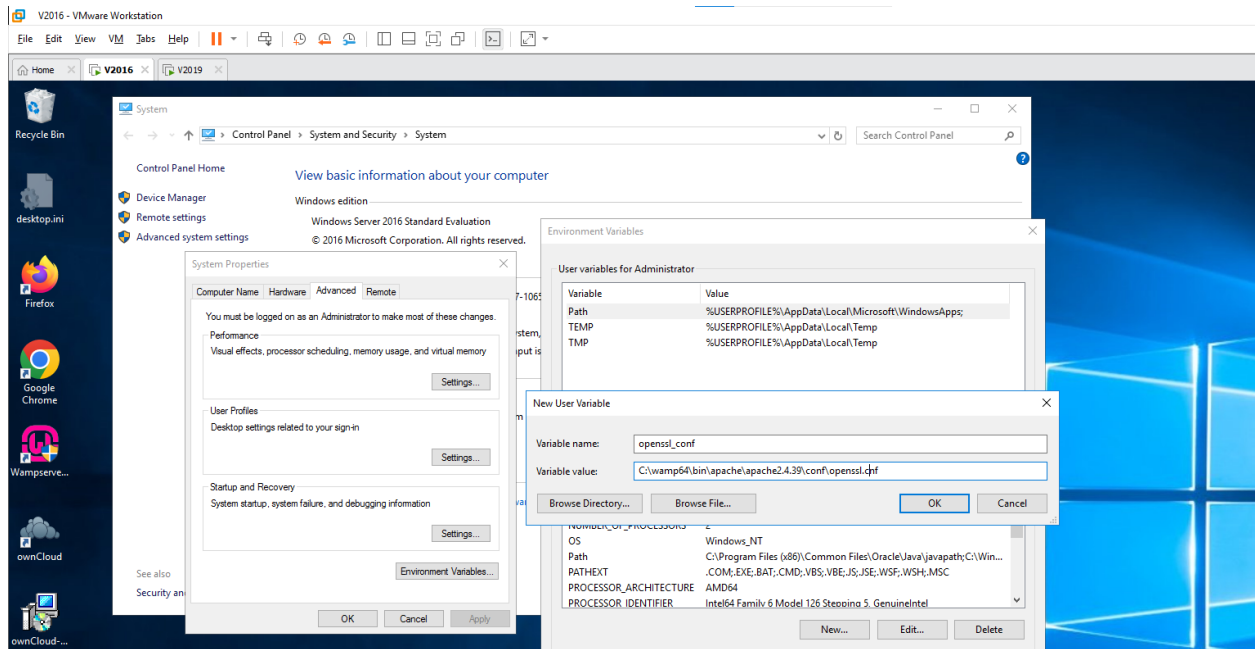 V2016 - VMware Workstation
File Edit View VM Tabs Help
Home V2016 V2019
Recycle Bin
desktop.ini
Firefox
Google
Chrome
Wampserve...
ownCloud
ownCloud-...
System
Control Panel > System and Security > System
Search Control Panel
Control Panel Home
Device Manager
Remote settings
Advanced system settings
See also
View basic information about your computer
Windows edition
Windows Server 2016 Standard Evaluation
© 2016 Microsoft Corporation. All rights reserved.
System Properties
Computer Name Hardware Advanced Remote
You must be logged on as an Administrator to make most of these changes.
Performance
Visual effects, processor scheduling, memory usage, and virtual memory
Settings...
User Profiles
Desktop settings related to your sign-in
Settings...
Startup and Recovery
System startup, system failure, and debugging information
Settings...
Environment Variables...
OK Cancel Apply
Environment Variables
User variables for Administrator
Variable Value
Path %USERPROFILE%\AppData\Local\Microsoft\WindowsApps;
TEMP %USERPROFILE%\AppData\Local\Temp
TMP %USERPROFILE%\AppData\Local\Temp
New User Variable
Variable name: openssl_conf
Variable value: C:\wamp64\bin\apache\apache2.4.39\conf\openssl.cnf
Browse Directory... Browse File... OK Cancel
NUMBER_OF_PROCESSORS 2
OS Windows_NT
Path C:\Program Files (x86)\Common Files\Oracle\Java\javapath;C:\Win...
PATHEXT .COM;.EXE;.BAT;.CMD;.VBS;.VBE;.JS;.JSE;.WSF;.WSH;.MSC
PROCESSOR_ARCHITECTURE AMD64
PROCESSOR_IDENTIFIER Intel64 Family 6 Model 126 Stepping 5, GenuineIntel
New... Edit... Delete